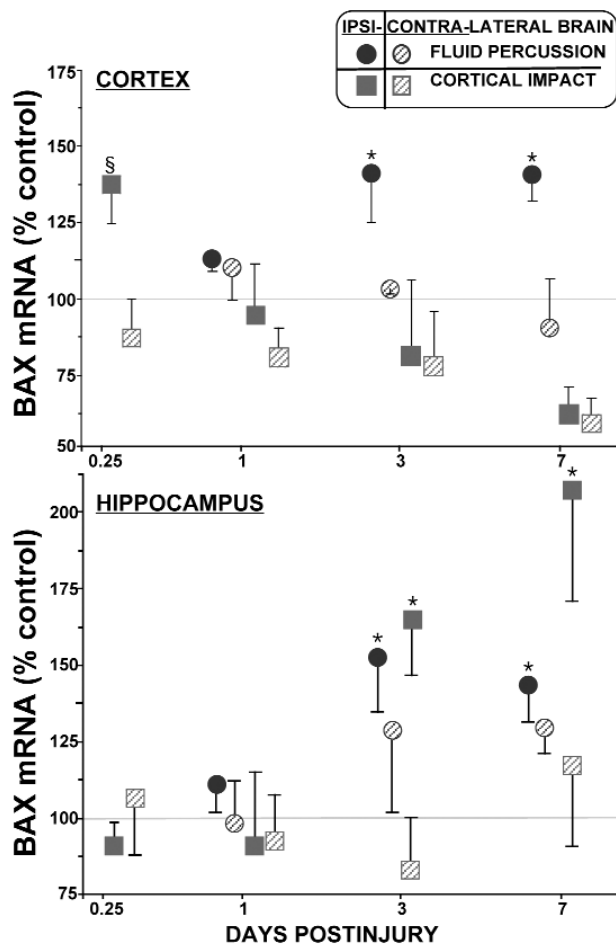 IPSI- CONTRA-LATERAL BRAIN
FLUID PERCUSSION
CORTICAL IMPACT
CORTEX
BAX mRNA (% control)
175
150
125
100
75
50
§
*
*
0.25 1 3 7
HIPPOCAMPUS
BAX mRNA (% control)
200
175
150
125
100
75
*
*
*
*
0.25 1 3 7
DAYS POSTINJURY